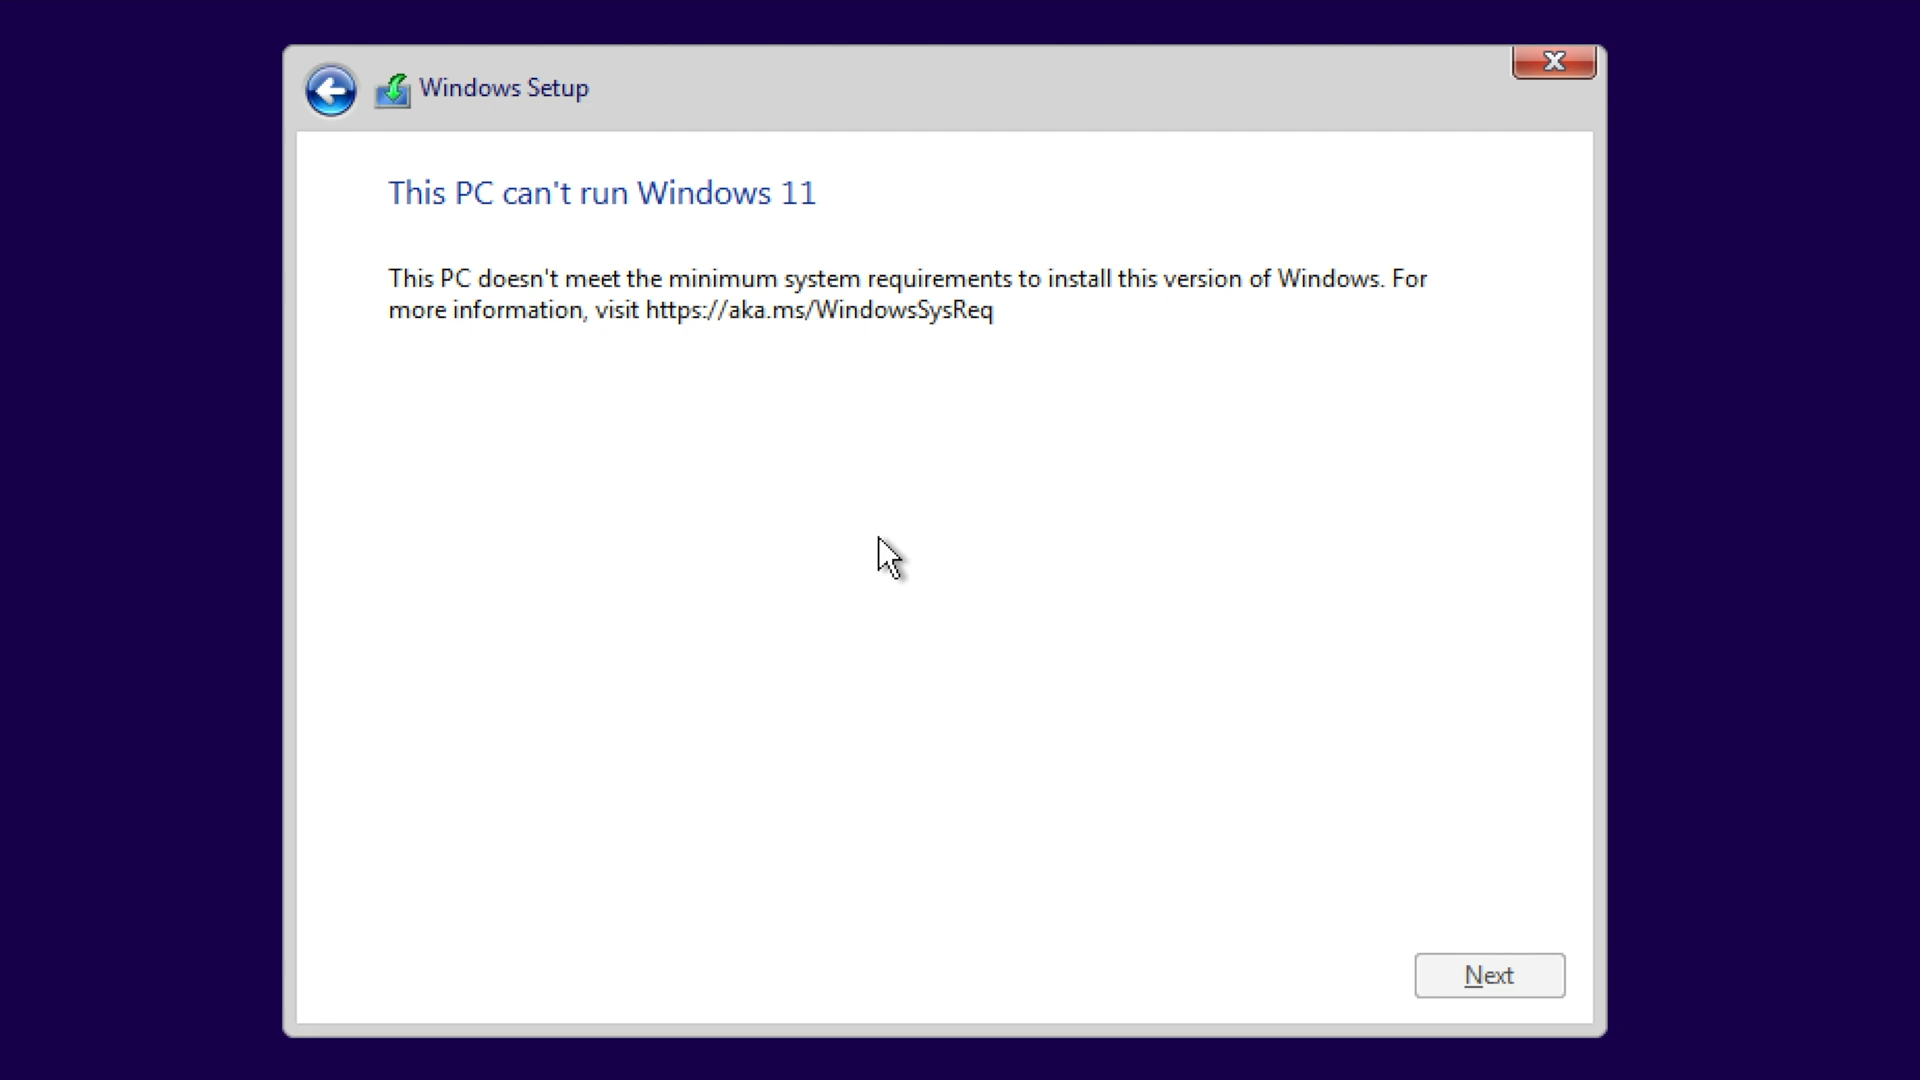 Windows Setup
This PC can't run Windows 11
This PC doesn't meet the minimum system requirements to install this version of Windows. For
more information, visit https://aka.ms/WindowsSysReq
Next